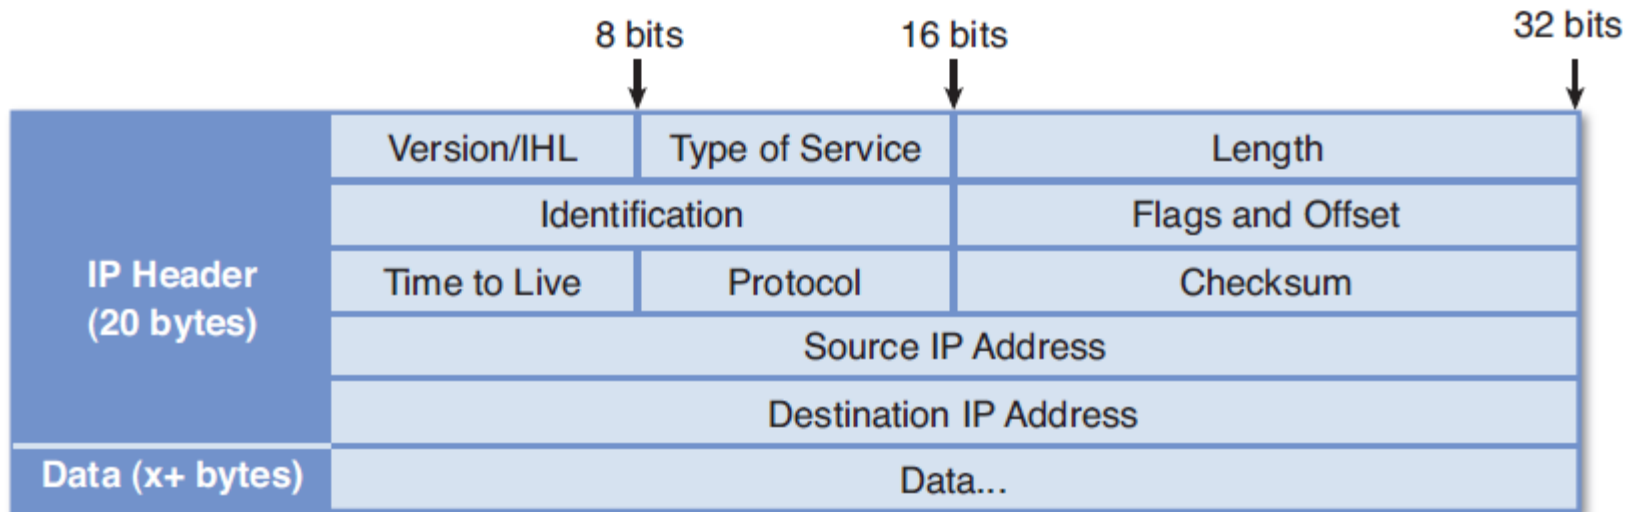 8 bits
16 bits
32 bits
Version/IHL
Type of Service
Length
Identification
Flags and Offset
IP Header
(20 bytes)
Time to Live
Protocol
Checksum
Source IP Address
Destination IP Address
Data (x+ bytes)
Data...